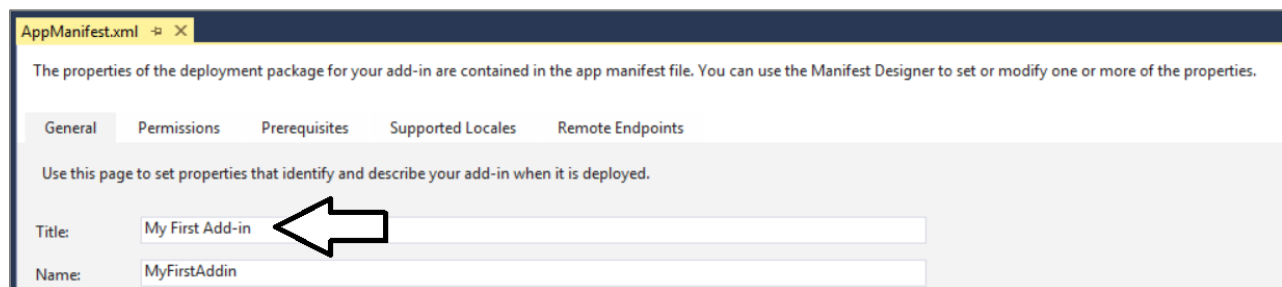 AppManifest.xml
The properties of the deployment package for your add-in are contained in the app manifest file. You can use the Manifest Designer to set or modify one or more of the properties.
General Permissions Prerequisites Supported Locales Remote Endpoints
Use this page to set properties that identify and describe your add-in when it is deployed.
Title: My First Add-in
Name: MyFirstAddin